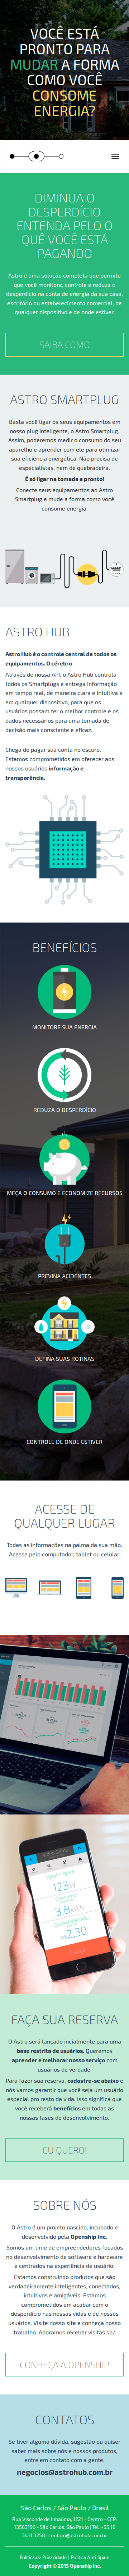 VOCÊ ESTÁ
PRONTO PARA
MUDAR A FORMA
COMO VOCÊ
CONSOME
ENERGIA?
DIMINUA O
DESPERDÍCIO
ENTENDA PELO O
QUÊ VOCÊ ESTÁ
PAGANDO
Astro é uma solução completa que permite
que você monitore, controle e reduza o
desperdício na conta de energia da sua casa,
escritório ou estabelecimento comercial, de
qualquer dispositivo e de onde estiver.
SAIBA COMO
ASTRO SMARTPLUG
Basta você ligar os seus equipamentos em
nosso plug inteligente, o Astro Smartplug.
Assim, poderemos medir o consumo do seu
aparelho e aprender com ele para otimizar
sua eficiência energética. Não precisa de
especialistas, nem de quebradeira.
É só ligar na tomada e pronto!
Conecte seus equipamentos ao Astro
Smartplug e mude a forma como você
consome energia.
ASTRO HUB
Astro Hub é o controle central de todos os
equipamentos. O cérebro
Através de nossa API, o Astro Hub controla
todos os Smartplugs e entrega informação
em tempo real, de maneira clara e intuitiva e
em qualquer dispositivo, para que seus
usuários possam ter o melhor controle e os
dados necessários para uma tomada de
decisão mais consciente e eficaz.
Chega de pagar sua conta no escuro.
Estamos comprometidos em oferecer aos
nossos usuários informação e
transparência.
BENEFÍCIOS
MONITORE SUA ENERGIA
REDUZA O DESPERDÍCIO
MEÇA O CONSUMO E ECONOMIZE RECURSOS
PREVINA ACIDENTES
DEFINA SUAS ROTINAS
CONTROLE DE ONDE ESTIVER
ACESSE DE
QUALQUER LUGAR
Todas as informações na palma da sua mão.
Acesse pelo computador, tablet ou celular.
Ligado Agora
123w
Consumo Hoje
3,8kWh
Custo Exemplo
R$2,30
FAÇA SUA RESERVA
O Astro será lançado inicialmente para uma
base restrita de usuários. Queremos
aprender e melhorar nosso serviço com
usuários de verdade.
Para fazer sua reserva, cadastre-se abaixo e
nós vamos garantir que você seja um usuário
especial pro resto da vida. Isso significa que
você receberá benefícios em todas as
nossas fases de desenvolvimento.
EU QUERO!
SOBRE NÓS
O Astro é um projeto nascido, incubado e
desenvolvido pela Openship Inc.
Somos um time de empreendedores focados
no desenvolvimento de software e hardware
e centrados na experiência de usuário.
Estamos construindo produtos que são
verdadeiramente inteligentes, conectados,
intuitivos e amigáveis. Estamos
comprometidos em acabar com o
desperdício das nossas vidas e de nossos
usuários. Visite nosso site e conheça nosso
trabalho. Adoramos receber visitas \o/
CONHEÇA A OPENSHIP
CONTATOS
Se tiver alguma dúvida, sugestão ou quiser
saber mais sobre nós e nossos produtos,
entre em contato com a gente.
negocios@astrohub.com.br
São Carlos / São Paulo / Brasil
Rua Visconde de Inhaúma, 1221 - Centro - CEP:
13563190 - São Carlos, São Paulo | Tel: +55 16
3411.3258 | contato@astrohub.com.br
Política de Privacidade | Política Anti-Spam
Copyright © 2015 Openship Inc.